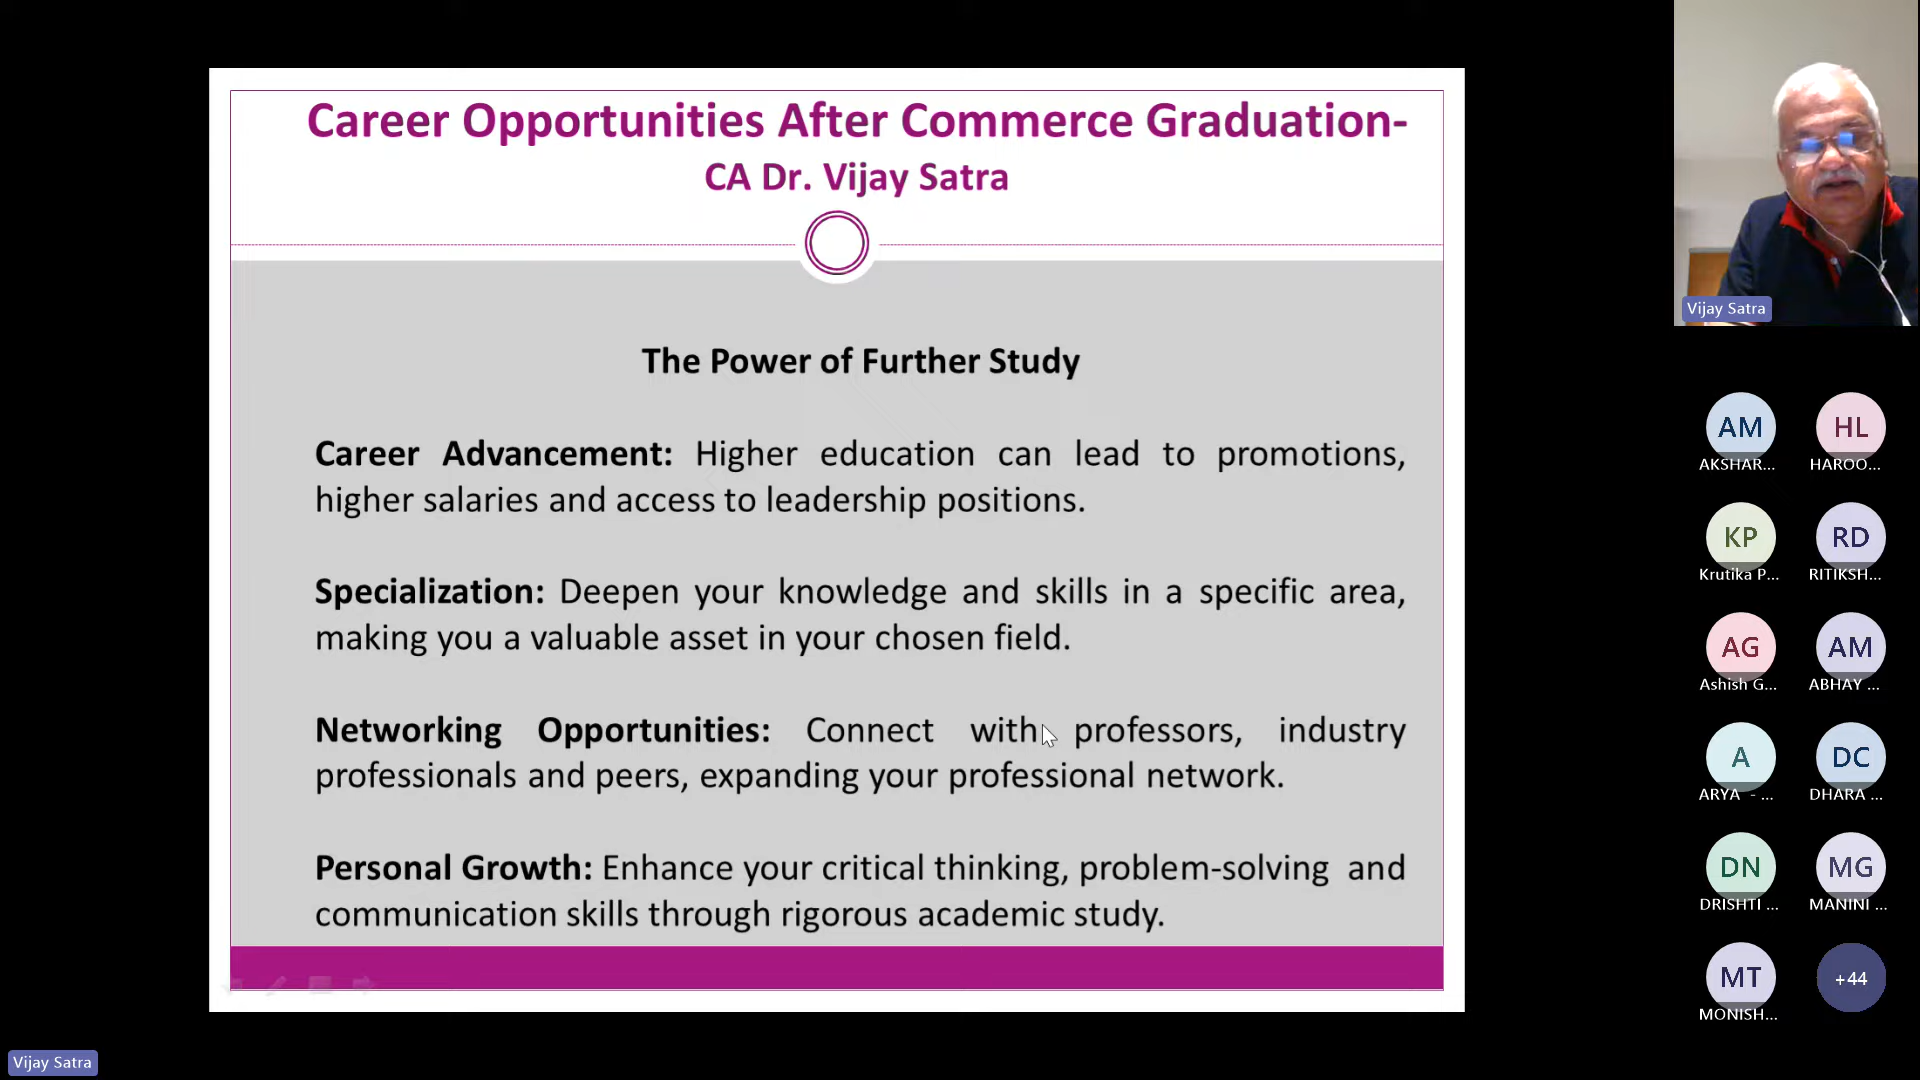 Career Opportunities After Commerce Graduation-
CA Dr. Vijay Satra
The Power of Further Study
Career Advancement: Higher education can lead to promotions,
higher salaries and access to leadership positions.
Specialization: Deepen your knowledge and skills in a specific area,
making you a valuable asset in your chosen field.
Networking Opportunities: Connect with professors, industry
professionals and peers, expanding your professional network.
Personal Growth: Enhance your critical thinking, problem-solving and
communication skills through rigorous academic study.
Vijay Satra
Vijay Satra
AM
AKSHAR...
HL
HAROO...
KP
Krutika P...
RD
RITIKSH...
AG
Ashish G...
AM
ABHAY ...
A
ARYA - ...
DC
DHARA ...
DN
DRISHTI ...
MG
MANINI ...
MT
MONISH...
+44